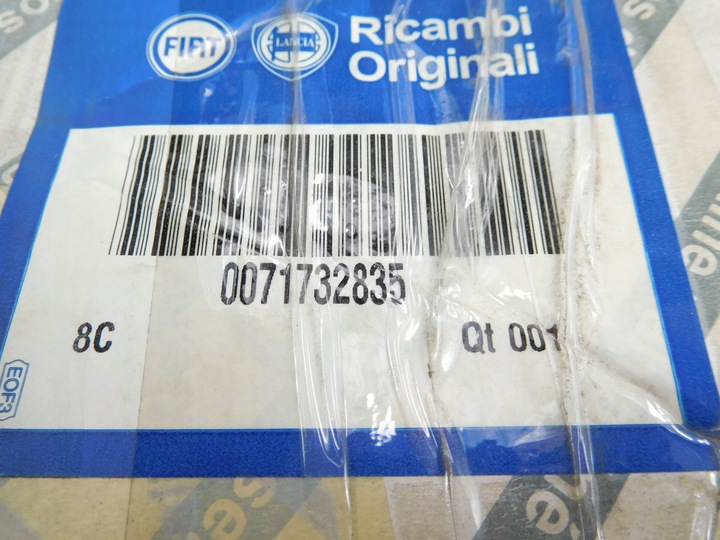 FIAT
LANCIA
Ricambi
Originali
0071732835
8C
Qt 001
EOF3